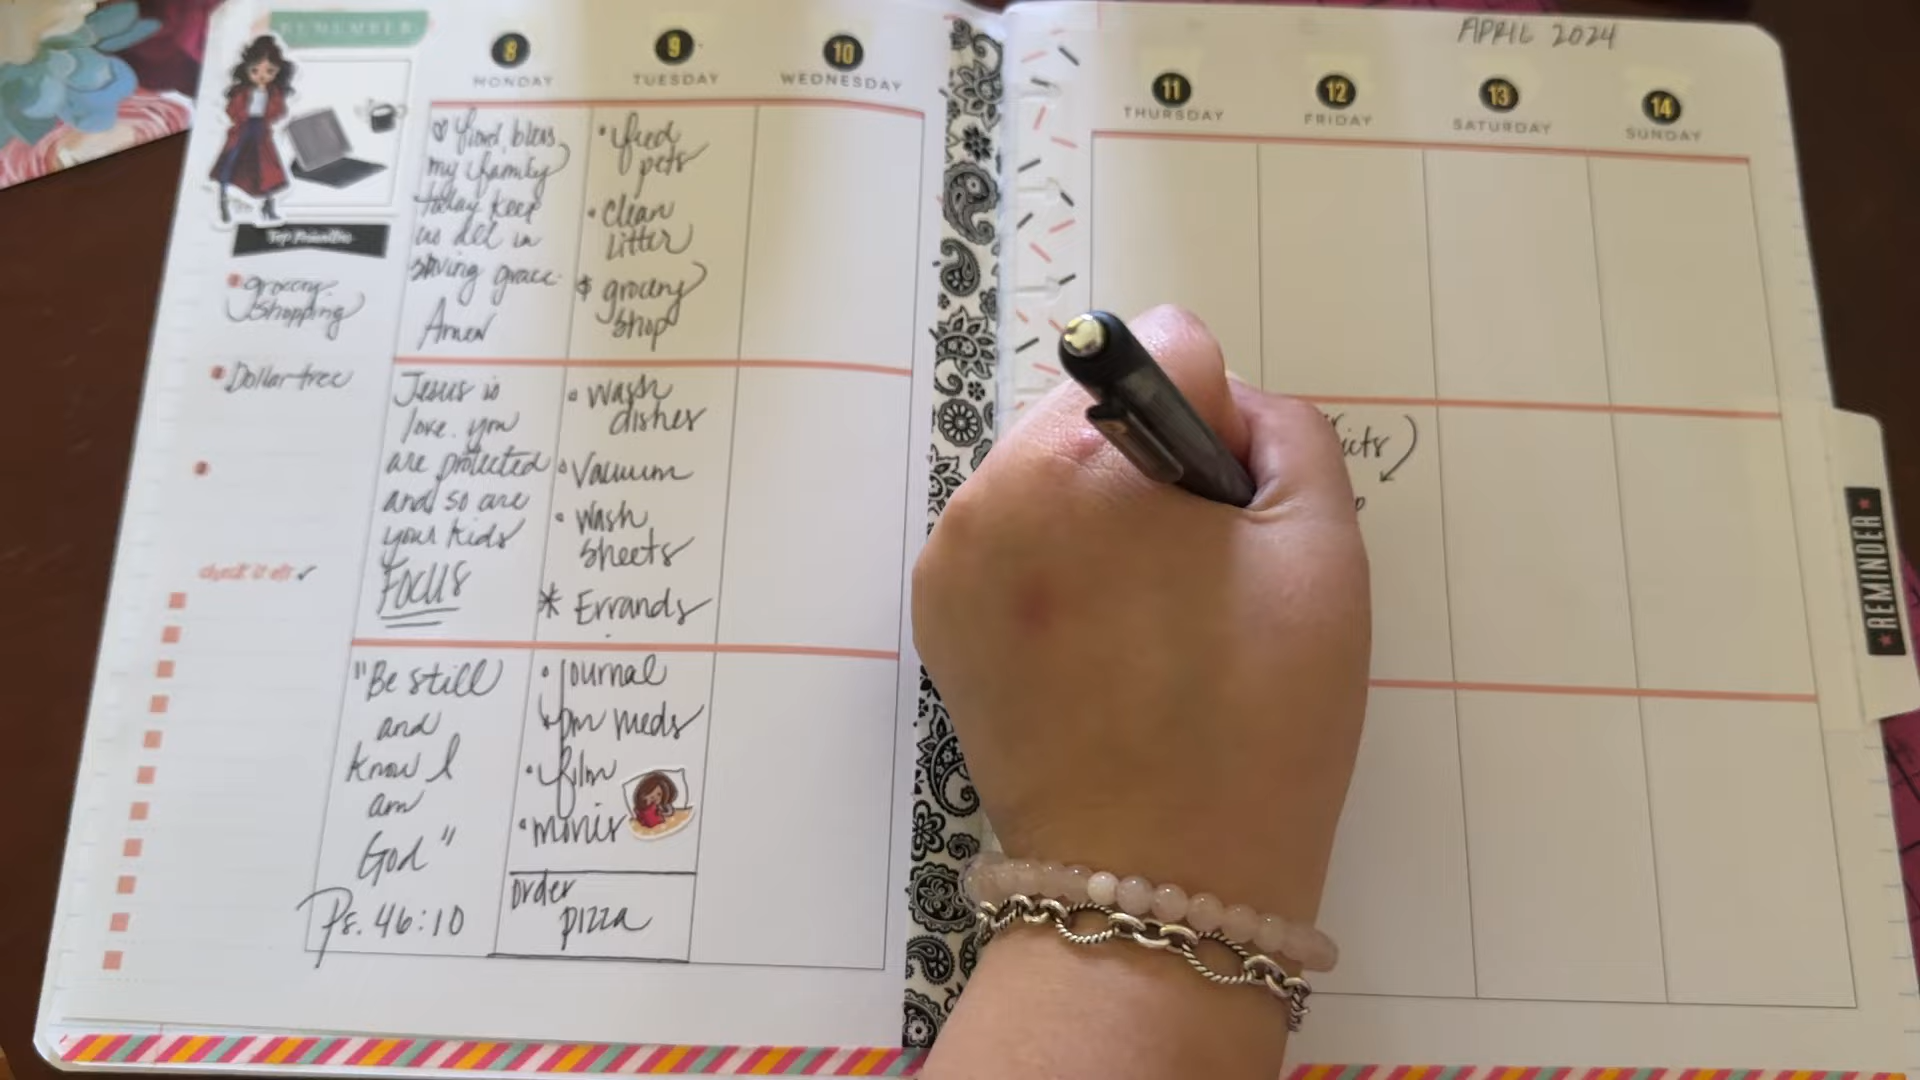 REMEMBER
8
MONDAY
9
TUESDAY
10
WEDNESDAY
Top Priorities
grocery
shopping
Dollar tree
check it off ✓
♡ Lord, bless
my family
today keep
us all in
saving grace.
Amen
Jesus is
love. you
are protected
and so are
your kids
FOCUS
"Be still
and
know I
am
God"
Ps. 46:10
• feed
pets
• Clean
litter
$ grocery
shop
• Wash
dishes
• Vacuum
• Wash
sheets
* Errands
• journal
pm meds
• film
• minis
order
pizza
APRIL 2024
11
THURSDAY
12
FRIDAY
13
SATURDAY
14
SUNDAY
REMINDER